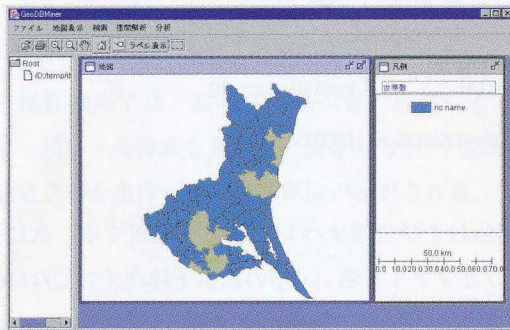 GeoDBMiner
ファイル 地図表示 検索 空間解析 分析
ラベル表示
Root
/D:/temp/it
地図
凡例
世帯数
no name
50.0 km
0.0 10.0 20.0 30.0 40.0 50.0 60.0 70.0